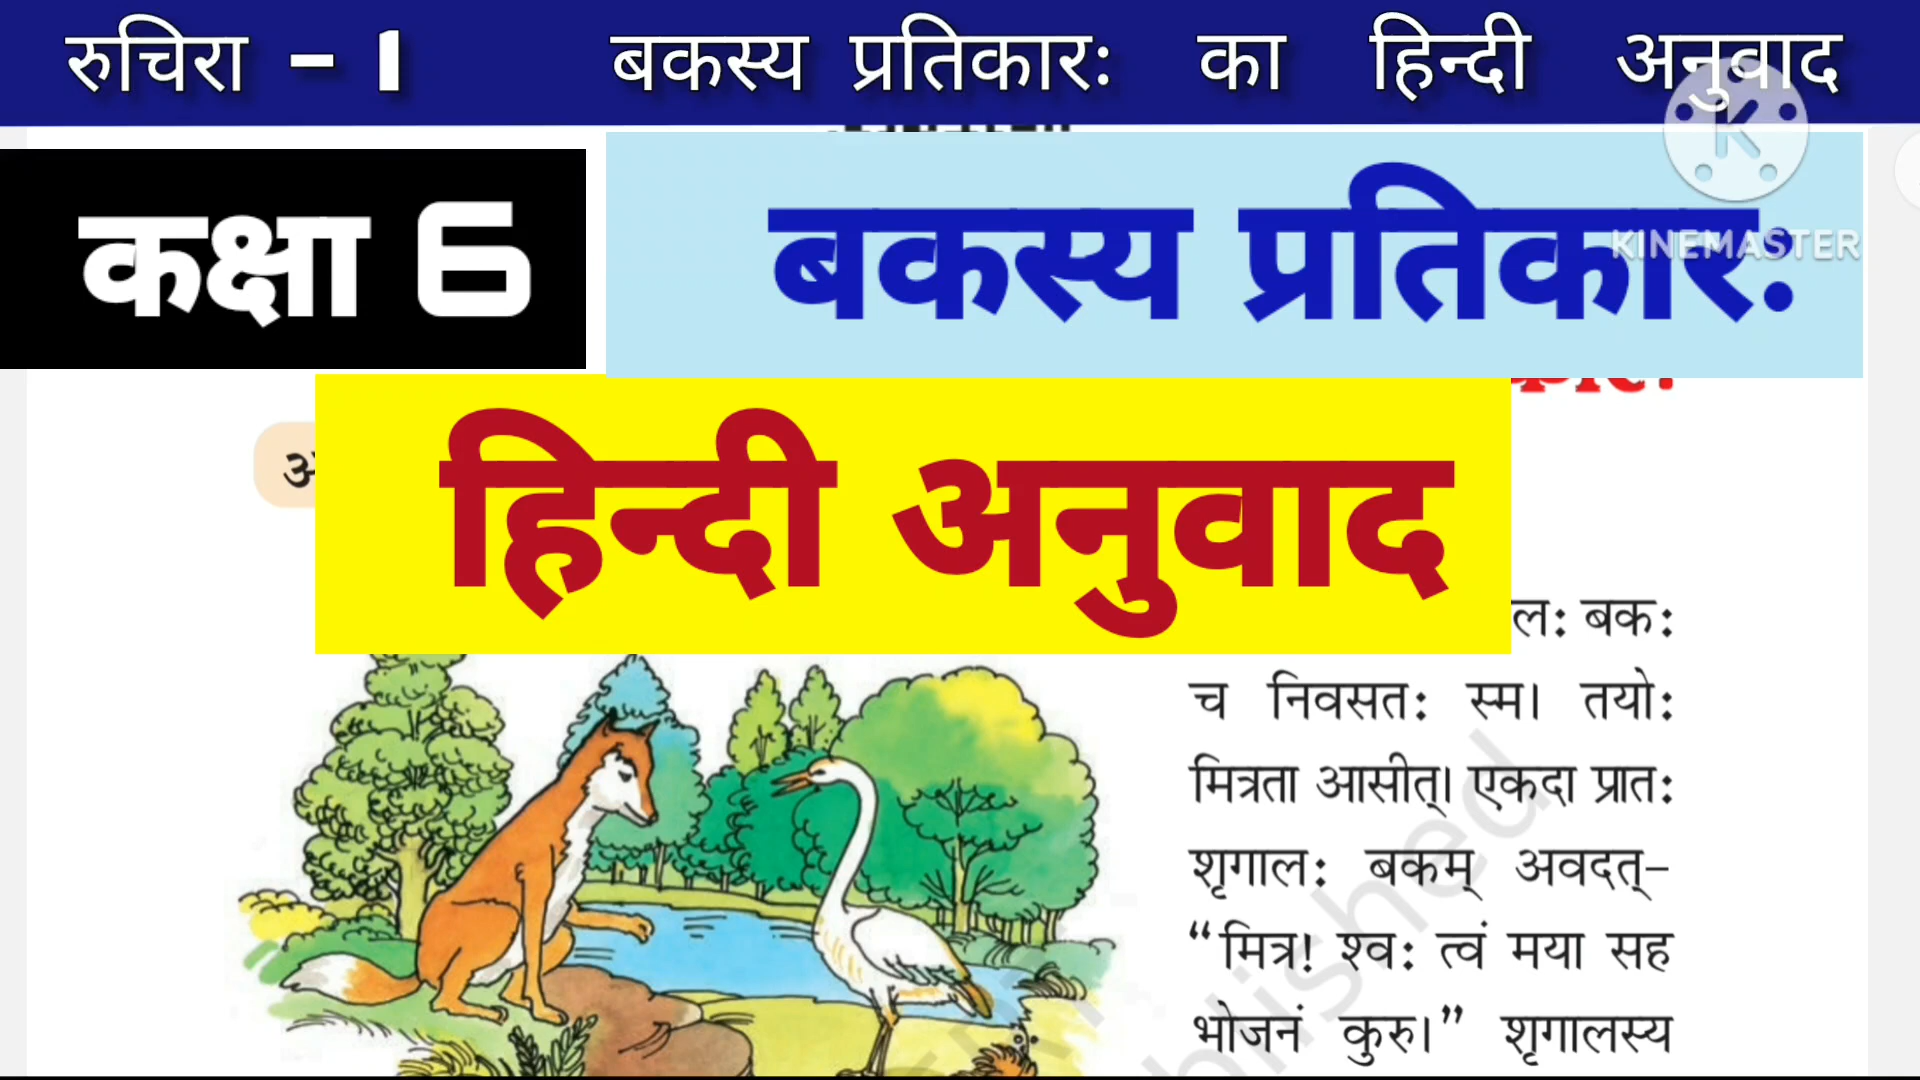 रुचिरा - 1 बकस्य प्रतिकारः का हिन्दी अनुवाद
कक्षा 6
बकस्य प्रतिकारः
KINEMASTER
हिन्दी अनुवाद
लः बकः
च निवसतः स्म। तयोः
मित्रता आसीत्। एकदा प्रातः
शृगालः बकम् अवदत्-
“मित्र! श्वः त्वं मया सह
भोजनं कुरु।” शृगालस्य